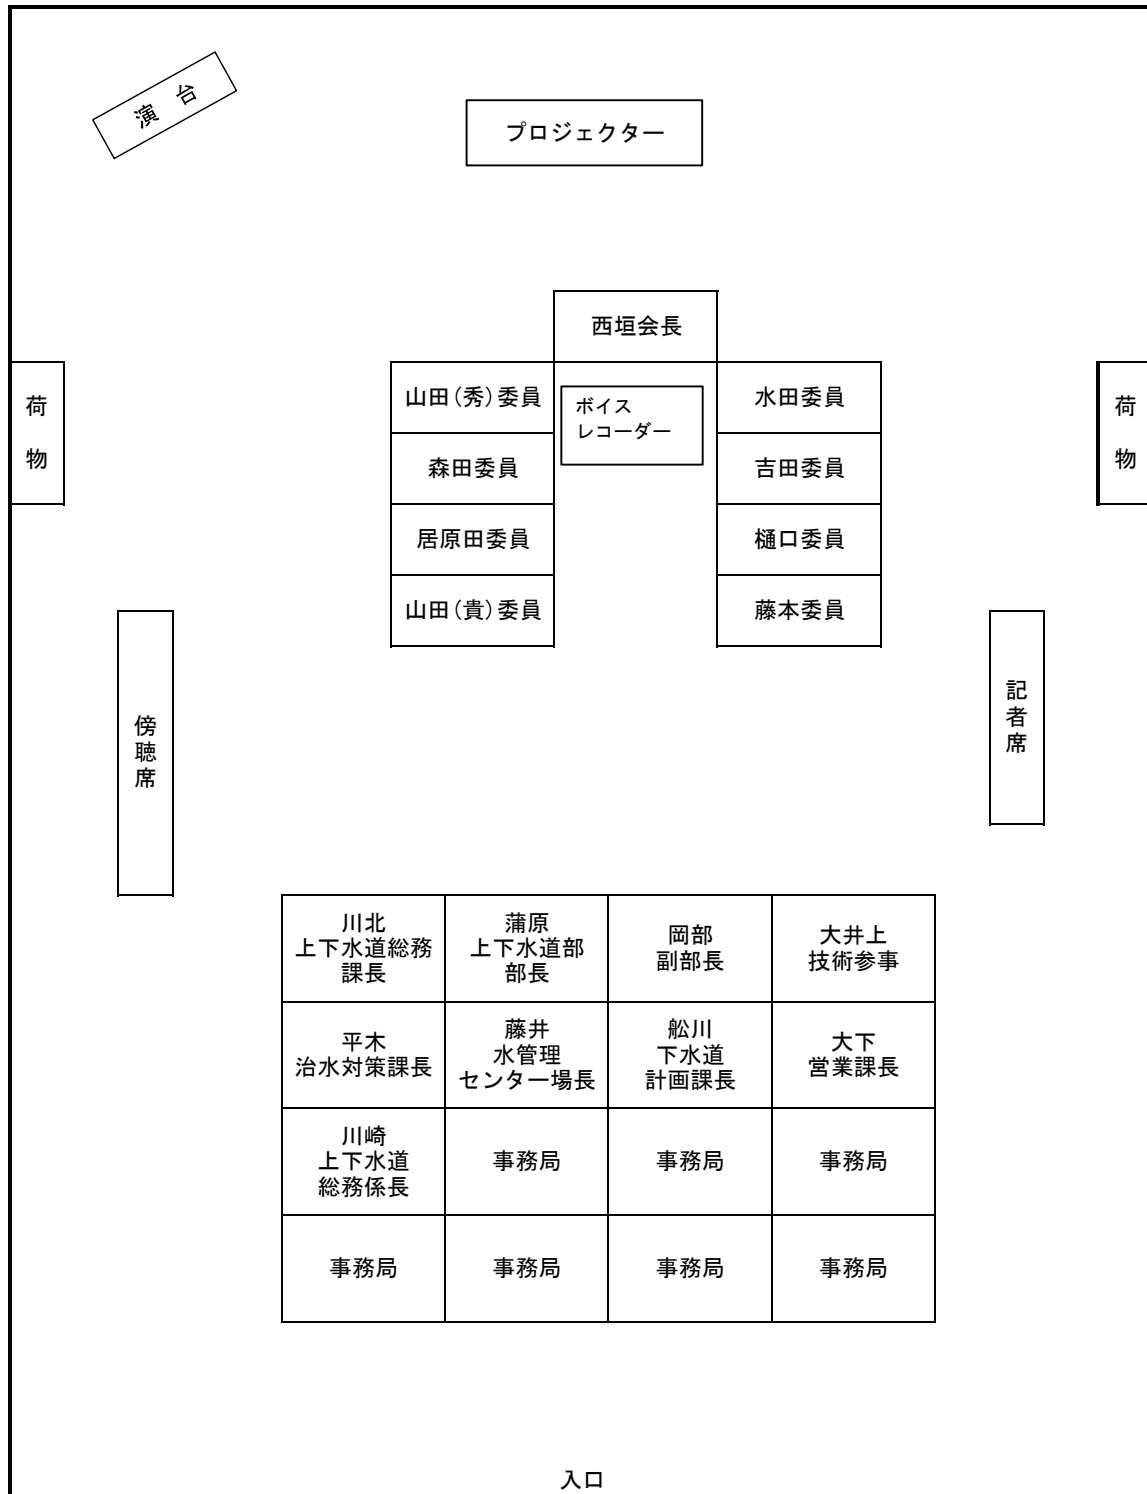 演 台
プロジェクター
西垣会長
荷
物
山田(秀)委員
ボイス
レコーダー
水田委員
荷
物
森田委員
吉田委員
居原田委員
樋口委員
山田(貴)委員
藤本委員
傍
聴
席
記
者
席
川北
上下水道総務
課長
蒲原
上下水道部
部長
岡部
副部長
大井上
技術参事
平木
治水対策課長
藤井
水管理
センター場長
舩川
下水道
計画課長
大下
営業課長
川崎
上下水道
総務係長
事務局
事務局
事務局
事務局
事務局
事務局
事務局
入口